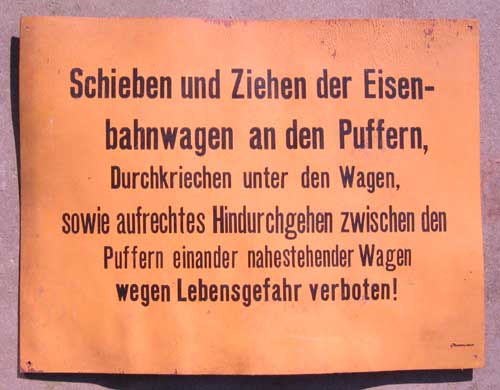 Schieben und Ziehen der Eisen-
bahnwagen an den Puffern,
Durchkriechen unter den Wagen,
sowie aufrechtes Hindurchgehen zwischen den
Puffern einander nahestehender Wagen
wegen Lebensgefahr verboten!